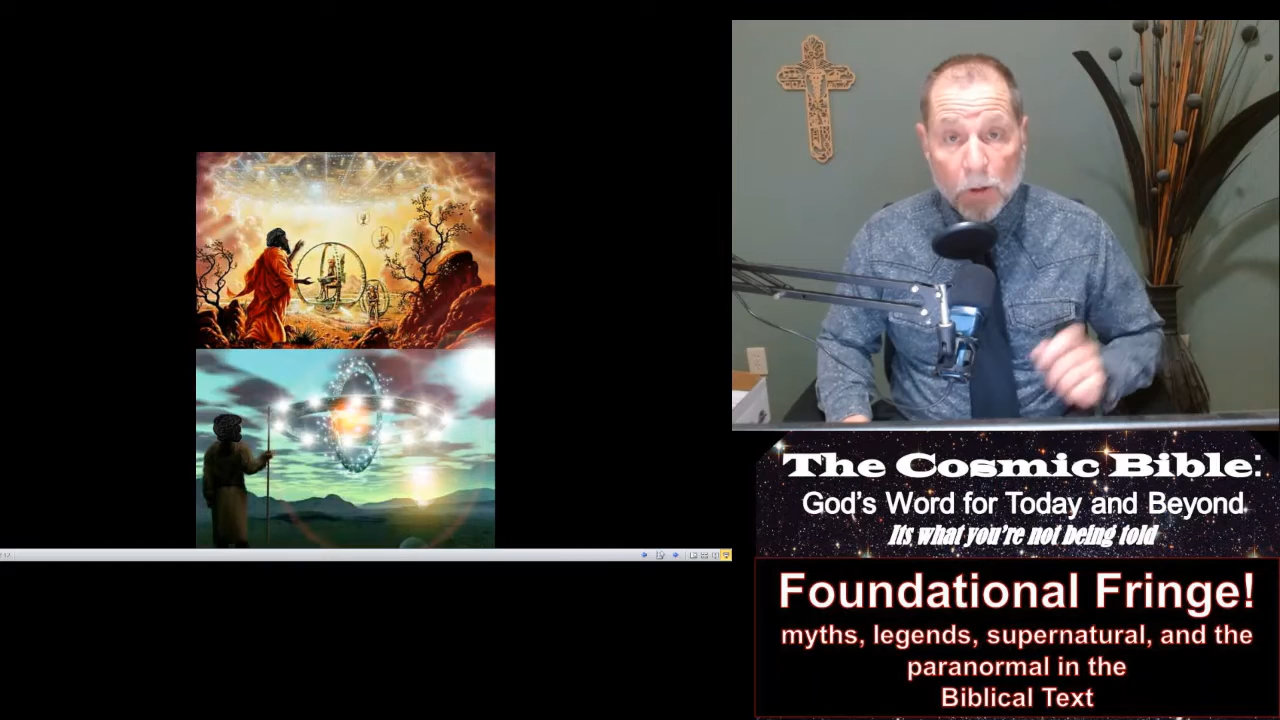 The Cosmic Bible:
God's Word for Today and Beyond
Its what you're not being told
Foundational Fringe!
myths, legends, supernatural, and the
paranormal in the
Biblical Text